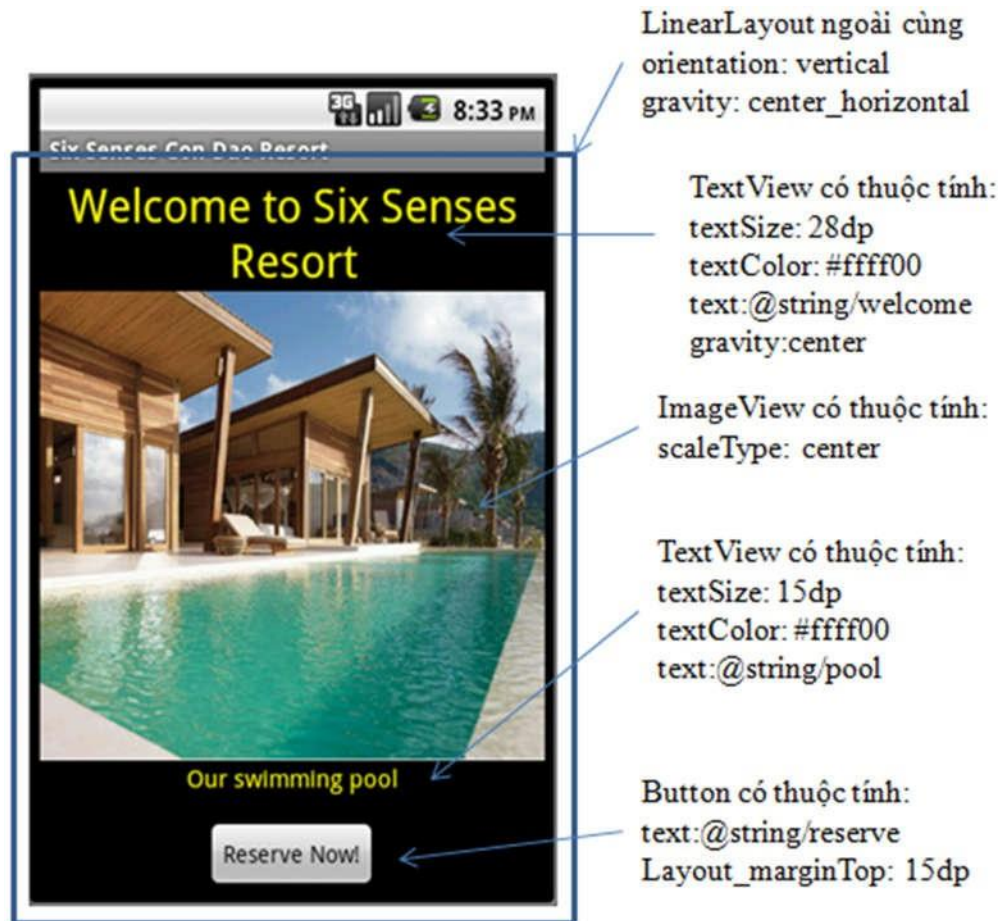 LinearLayout ngoài cùng
orientation: vertical
gravity: center_horizontal
3G
8:33 PM
Six Senses Con Dao Resort
Welcome to Six Senses
Resort
TextView có thuộc tính:
textSize: 28dp
textColor: #ffff00
text:@string/welcome
gravity:center
ImageView có thuộc tính:
scaleType: center
TextView có thuộc tính:
textSize: 15dp
textColor: #ffff00
text:@string/pool
Our swimming pool
Button có thuộc tính:
text:@string/reserve
Layout_marginTop: 15dp
Reserve Now!